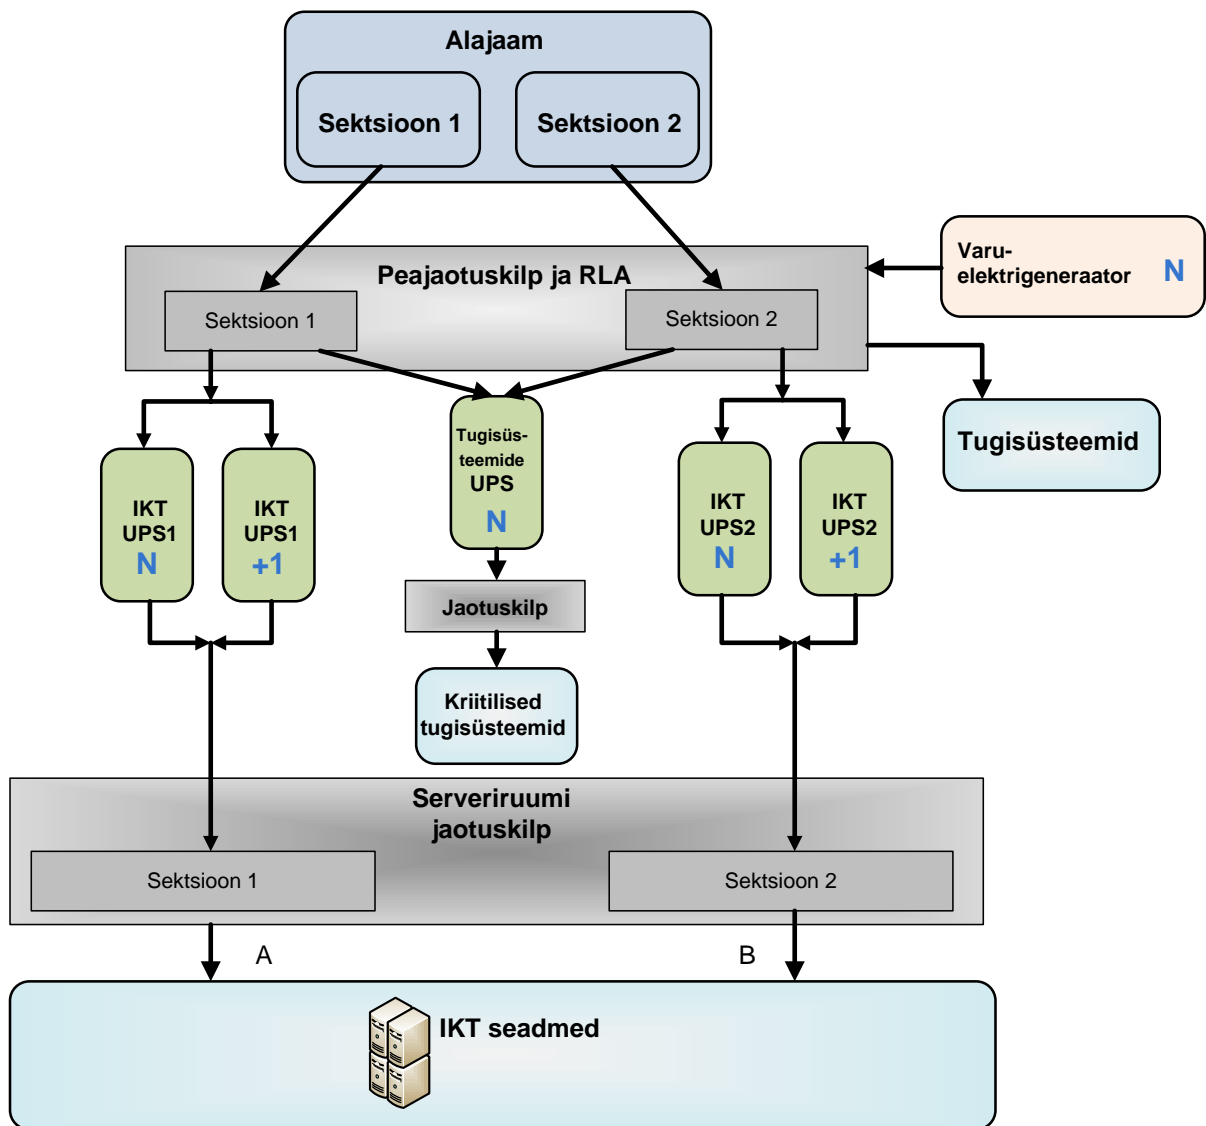 Alajaam
Sektsioon 1
Sektsioon 2
Peajaotuskilp ja RLA
Varu-
elektrigeneraator N
Sektsioon 1
Sektsioon 2
Tugisüs-
teemide
UPS
N
Tugisüsteemid
IKT
UPS1
N
IKT
UPS1
+1
IKT
UPS2
N
IKT
UPS2
+1
Jaotuskilp
Kriitilised
tugisüsteemid
Serveriruumi
jaotuskilp
Sektsioon 1
Sektsioon 2
A
B
IKT seadmed